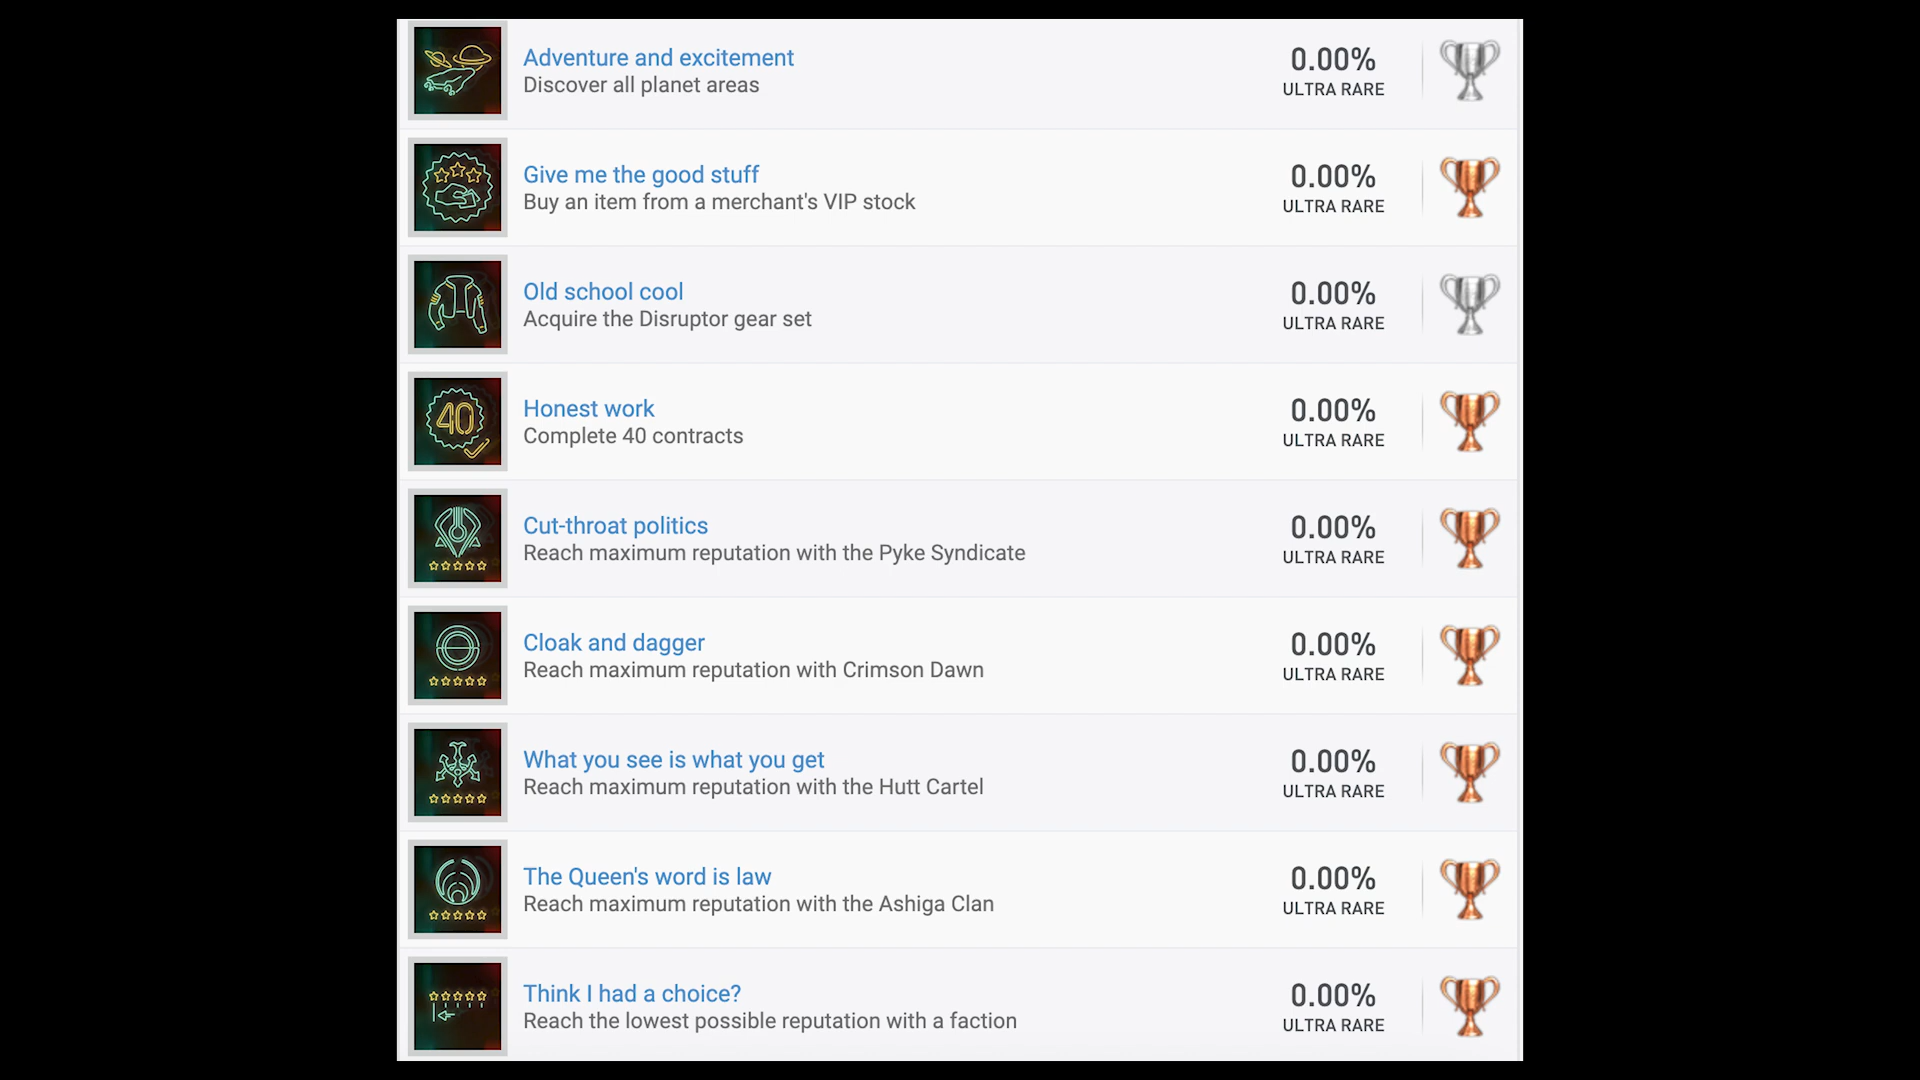 Adventure and excitement
Discover all planet areas
0.00%
ULTRA RARE
Give me the good stuff
Buy an item from a merchant's VIP stock
0.00%
ULTRA RARE
Old school cool
Acquire the Disruptor gear set
0.00%
ULTRA RARE
40
Honest work
Complete 40 contracts
0.00%
ULTRA RARE
Cut-throat politics
Reach maximum reputation with the Pyke Syndicate
0.00%
ULTRA RARE
Cloak and dagger
Reach maximum reputation with Crimson Dawn
0.00%
ULTRA RARE
What you see is what you get
Reach maximum reputation with the Hutt Cartel
0.00%
ULTRA RARE
The Queen's word is law
Reach maximum reputation with the Ashiga Clan
0.00%
ULTRA RARE
Think I had a choice?
Reach the lowest possible reputation with a faction
0.00%
ULTRA RARE